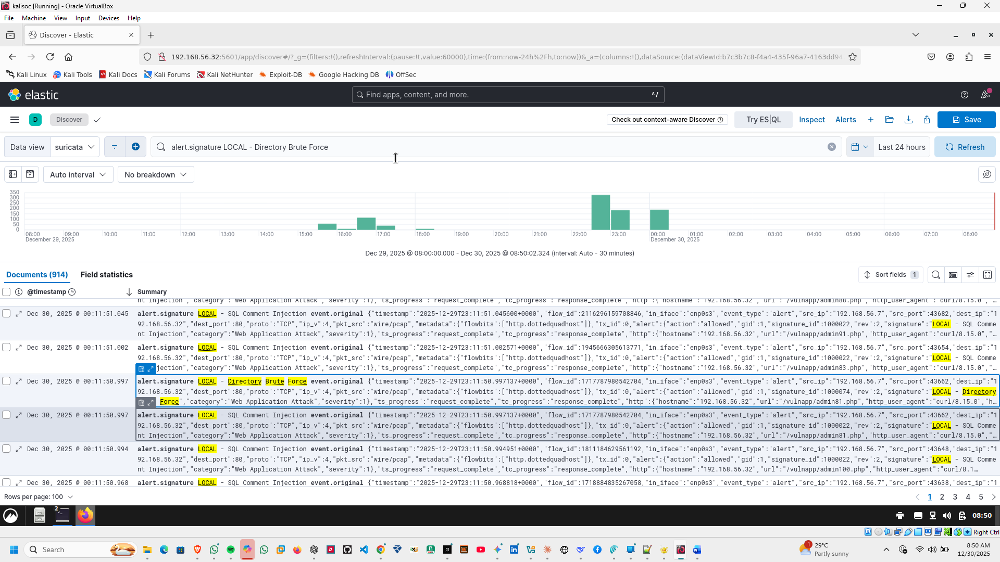 kalisoc [Running] - Oracle VirtualBox
File Machine View Input Devices Help
Discover - Elastic
192.168.56.32:5601/app/discover#/?_g=(filters:!(),refreshInterval:(pause:!t,value:60000),time:(from:now-24h%2Fh,to:now))&_a=(columns:!(),dataSource:(dataViewId:b7c3b7c8-f4a4-435f-96a7-4163dd94
Kali Linux Kali Tools Kali Docs Kali Forums Kali NetHunter Exploit-DB Google Hacking DB OffSec
elastic Find apps, content, and more. ^/
D Discover Check out context-aware Discover Try ES|QL Inspect Alerts Save
Data view suricata alert.signature LOCAL - Directory Brute Force Last 24 hours Refresh
Auto interval No breakdown
350
300
250
200
150
100
50
0
08:00 09:00 10:00 11:00 12:00 13:00 14:00 15:00 16:00 17:00 18:00 19:00 20:00 21:00 22:00 23:00 00:00 01:00 02:00 03:00 04:00 05:00 06:00 07:00 08:00
December 29, 2025 December 30, 2025
Dec 29, 2025 @ 08:00:00.000 - Dec 30, 2025 @ 08:50:02.324 (interval: Auto - 30 minutes)
Documents (914) Field statistics Sort fields 1
@timestamp Summary
nt Injection","category":"Web Application Attack","severity":1},"ts_progress":"request_complete","tc_progress":"response_complete","http":{"hostname":"192.168.56.32","url":"/vulnapp/admin88.php","http_user_agent":"curl/8.15.0","…
Dec 30, 2025 @ 00:11:51.045 alert.signature LOCAL - SQL Comment Injection event.original {"timestamp":"2025-12-29T23:11:51.045600+0000","flow_id":2116296159708846,"in_iface":"enp0s3","event_type":"alert","src_ip":"192.168.56.7","src_port":43682,"dest_ip":"1
92.168.56.32","dest_port":80,"proto":"TCP","ip_v":4,"pkt_src":"wire/pcap","metadata":{"flowbits":["http.dottedquadhost"]},"tx_id":0,"alert":{"action":"allowed","gid":1,"signature_id":1000022,"rev":2,"signature":"LOCAL - SQL Comme
nt Injection","category":"Web Application Attack","severity":1},"ts_progress":"request_complete","tc_progress":"response_complete","http":{"hostname":"192.168.56.32","url":"/vulnapp/admin91.php","http_user_agent":"curl/8.15.0","…
Dec 30, 2025 @ 00:11:51.002 alert.signature LOCAL - SQL Comment Injection event.original {"timestamp":"2025-12-29T23:11:51.002571+0000","flow_id":1945666305613771,"in_iface":"enp0s3","event_type":"alert","src_ip":"192.168.56.7","src_port":43654,"dest_ip":"1
92.168.56.32","dest_port":80,"proto":"TCP","ip_v":4,"pkt_src":"wire/pcap","metadata":{"flowbits":["http.dottedquadhost"]},"tx_id":0,"alert":{"action":"allowed","gid":1,"signature_id":1000022,"rev":2,"signature":"LOCAL - SQL Comme
jection","category":"Web Application Attack","severity":1},"ts_progress":"request_complete","tc_progress":"response_complete","http":{"hostname":"192.168.56.32","url":"/vulnapp/admin83.php","http_user_agent":"curl/8.15.0","…
Dec 30, 2025 @ 00:11:50.997 alert.signature LOCAL - Directory Brute Force event.original {"timestamp":"2025-12-29T23:11:50.997137+0000","flow_id":1717787980542704,"in_iface":"enp0s3","event_type":"alert","src_ip":"192.168.56.7","src_port":43662,"dest_ip":"1
92.168.56.32","dest_port":80,"proto":"TCP","ip_v":4,"pkt_src":"wire/pcap","metadata":{"flowbits":["http.dottedquadhost"]},"tx_id":0,"alert":{"action":"allowed","gid":1,"signature_id":1000074,"rev":2,"signature":"LOCAL - Directory
Force","category":"Web Application Attack","severity":1},"ts_progress":"request_complete","tc_progress":"response_complete","http":{"hostname":"192.168.56.32","url":"/vulnapp/admin81.php","http_user_agent":"curl/8.15.0","h…
Dec 30, 2025 @ 00:11:50.997 alert.signature LOCAL - SQL Comment Injection event.original {"timestamp":"2025-12-29T23:11:50.997137+0000","flow_id":1717787980542704,"in_iface":"enp0s3","event_type":"alert","src_ip":"192.168.56.7","src_port":43662,"dest_ip":"1
92.168.56.32","dest_port":80,"proto":"TCP","ip_v":4,"pkt_src":"wire/pcap","metadata":{"flowbits":["http.dottedquadhost"]},"tx_id":0,"alert":{"action":"allowed","gid":1,"signature_id":1000022,"rev":2,"signature":"LOCAL - SQL Comme
nt Injection","category":"Web Application Attack","severity":1},"ts_progress":"request_complete","tc_progress":"response_complete","http":{"hostname":"192.168.56.32","url":"/vulnapp/admin81.php","http_user_agent":"curl/8.15.0","…
Dec 30, 2025 @ 00:11:50.994 alert.signature LOCAL - SQL Comment Injection event.original {"timestamp":"2025-12-29T23:11:50.994951+0000","flow_id":1811184629561192,"in_iface":"enp0s3","event_type":"alert","src_ip":"192.168.56.7","src_port":43648,"dest_ip":"1
92.168.56.32","dest_port":80,"proto":"TCP","ip_v":4,"pkt_src":"wire/pcap","metadata":{"flowbits":["http.dottedquadhost"]},"tx_id":0,"alert":{"action":"allowed","gid":1,"signature_id":1000022,"rev":2,"signature":"LOCAL - SQL Comme
nt Injection","category":"Web Application Attack","severity":1},"ts_progress":"request_complete","tc_progress":"response_complete","http":{"hostname":"192.168.56.32","url":"/vulnapp/admin100.php","http_user_agent":"curl/8.1…
Dec 30, 2025 @ 00:11:50.968 alert.signature LOCAL - SQL Comment Injection event.original {"timestamp":"2025-12-29T23:11:50.968818+0000","flow_id":1718884835267058,"in_iface":"enp0s3","event_type":"alert","src_ip":"192.168.56.7","src_port":43638,"dest_ip":"1
Rows per page: 100 1 2 3 4 5
2 08:50
Right Ctrl
Search 1 29°C Partly sunny 8:50 AM 12/30/2025